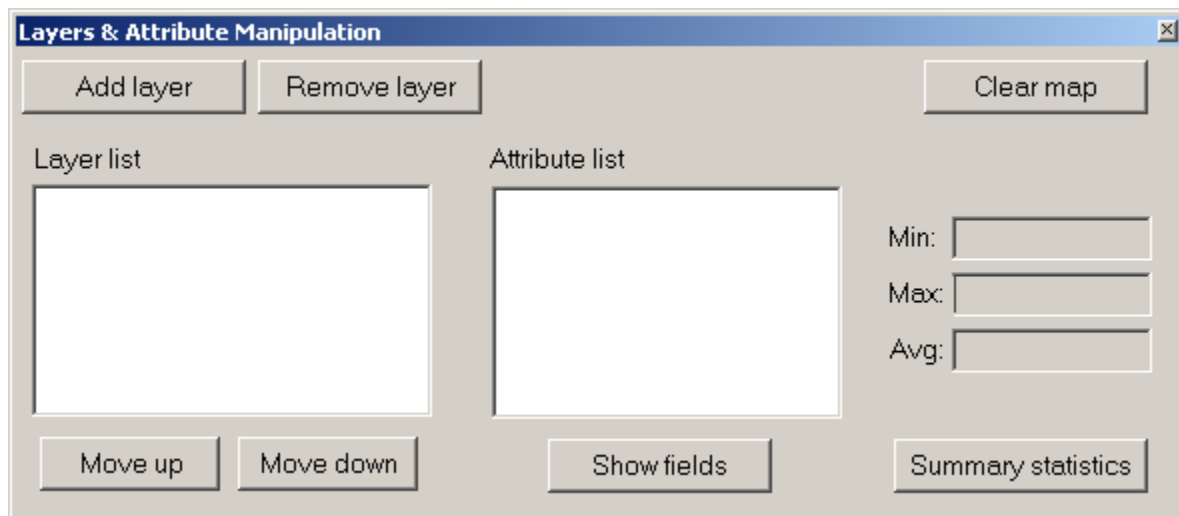 Layers & Attribute Manipulation
Add layer
Remove layer
Clear map
Layer list
Attribute list
Min:
Max:
Avg:
Move up
Move down
Show fields
Summary statistics